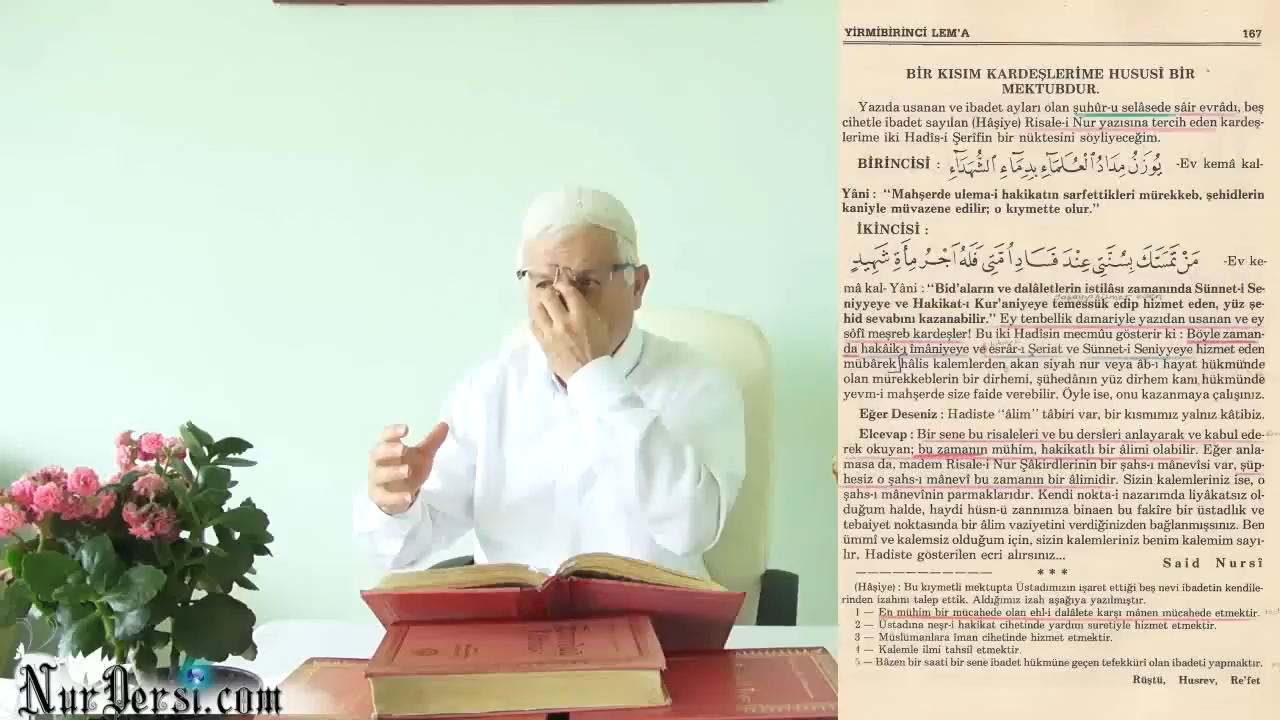 YİRMİBİRİNCİ LEM'A 167
BİR KISIM KARDEŞLERİME HUSUSÎ BİR
MEKTUBDUR.
Yazıda usanan ve ibadet ayları olan şuhûr-u selâsede sâir evrâdı, beş
cihetle ibadet sayılan (Hâşiye) Risale-i Nur yazısına tercih eden kardeş-
lerime iki Hadîs-i Şerifin bir nüktesini söyliyeceğim.
BİRİNCİSİ : يُوزَنُ مِدَادُ الْعُلَمَاءِ بِدِمَاءِ الشُّهَدَاءِ -Ev kemâ kal-
Yâni : "Mahşerde ulema-i hakikatın sarfettikleri mürekkeb, şehidlerin
kaniyle müvazene edilir; o kıymette olur."
İKİNCİSİ :
مَنْ تَمَسَّكَ بِسُنَّتِى عِنْدَ فَسَادِ اُمَّتِى فَلَهُ اَجْرُ مِأَةِ شَهِيدٍ -Ev ke-
mâ kal- Yâni : "Bid'aların ve dalâletlerin istilâsı zamanında Sünnet-i Se-
niyyeye ve Hakikat-ı Kur'aniyeye temessük edip hizmet eden, yüz şe-
hid sevabını kazanabilir." Ey tenbellik damariyle yazıdan usanan ve ey
sôfi meşreb kardeşler! Bu iki Hadîsin mecmûu gösterir ki : Böyle zaman-
da hakâik-ı îmâniyeye ve esrâr-ı Şeriat ve Sünnet-i Seniyyeye hizmet eden
mübârek hâlis kalemlerden akan siyah nur veya âb-ı hayat hükmünde
olan mürekkeblerin bir dirhemi, şühedânın yüz dirhem kanı hükmünde
yevm-i mahşerde size faide verebilir. Öyle ise, onu kazanmaya çalışınız.
Eğer Deseniz : Hadiste "âlim" tâbiri var, bir kısmımız yalnız kâtibiz.
Elcevap : Bir sene bu risaleleri ve bu dersleri anlayarak ve kabul ede-
rek okuyan; bu zamanın mühim, hakikatlı bir âlimi olabilir. Eğer anla-
masa da, madem Risale-i Nur Şâkirdlerinin bir şahs-ı mânevîsi var, şüp-
hesiz o şahs-ı mânevî bu zamanın bir âlimidir. Sizin kalemleriniz ise, o
şahs-ı mânevînin parmaklarıdır. Kendi nokta-i nazarımda liyâkatsız ol-
duğum halde, haydi hüsn-ü zannınıza binaen bu fakire bir üstadlık ve
tebaiyet noktasında bir âlim vaziyetini verdiğinizden bağlanmışsınız. Ben
ümmî ve kalemsiz olduğum için, sizin kalemleriniz benim kalemim sayı-
lır, Hadiste gösterilen ecri alırsınız...
Said Nursî
* * *
(Hâşiye) : Bu kıymetli mektupta Üstadımızın işaret ettiği beş nevi ibadetin kendile-
rinden izahını talep ettik. Aldığımız izah aşağıya yazılmıştır.
1 — En mühim bir mücahede olan ehl-i dalâlete karşı mânen mücahede etmektir.
2 — Üstadına neşr-i hakikat cihetinde yardım suretiyle hizmet etmektir.
3 — Müslümanlara iman cihetinde hizmet etmektir.
4 — Kalemle ilmi tahsil etmektir.
5 — Bâzen bir saati bir sene ibadet hükmüne geçen tefekkürî olan ibadeti yapmaktır.
Rüştü, Husrev, Re'fet
NurDersi.com